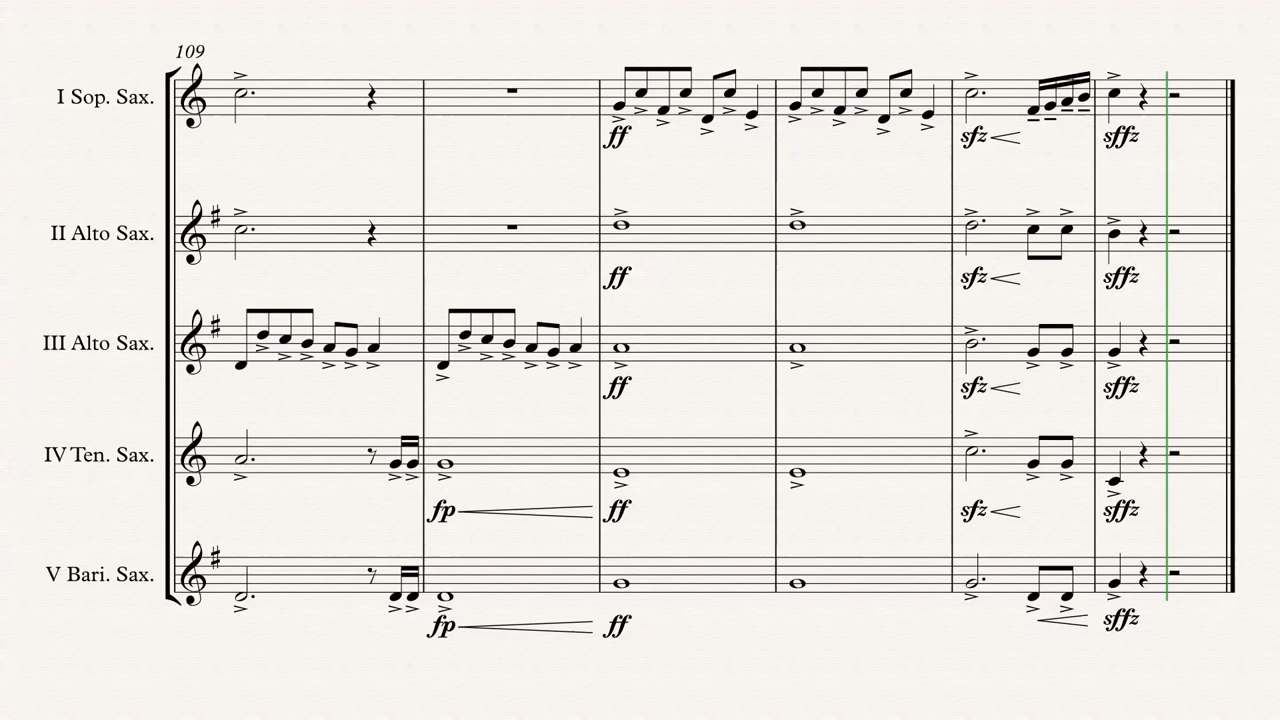 109
I Sop. Sax.
ff sfz sffz
II Alto Sax.
ff sfz sffz
III Alto Sax.
ff sfz sffz
IV Ten. Sax.
fp ff sfz sffz
V Bari. Sax.
fp ff sffz